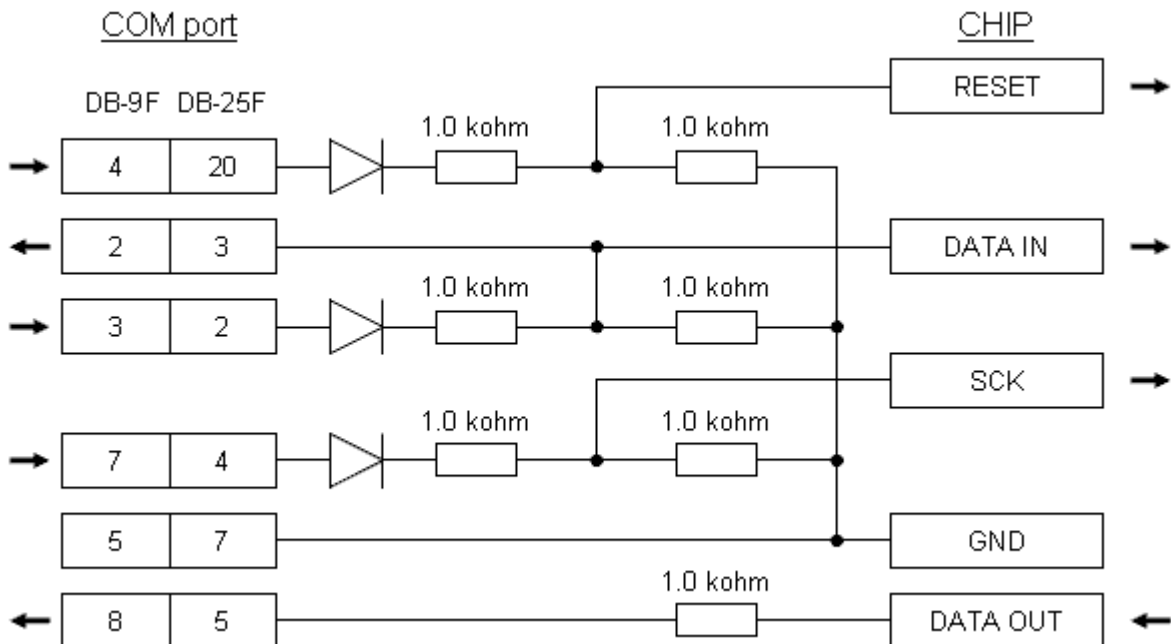 COM port CHIP
DB-9F DB-25F RESET
1.0 kohm 1.0 kohm
4 20
2 3 DATA IN
1.0 kohm 1.0 kohm
3 2
SCK
1.0 kohm 1.0 kohm
7 4
5 7 GND
1.0 kohm
8 5 DATA OUT